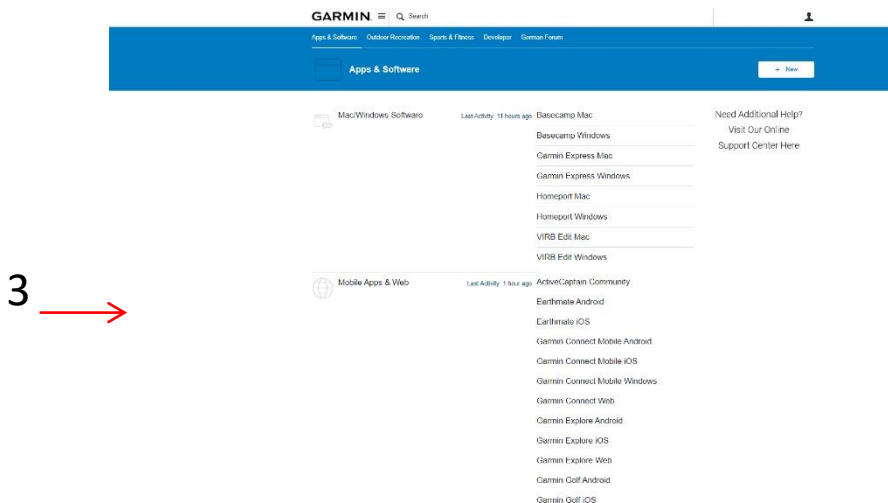 GARMIN Search
Apps & Software Outdoor Recreation Sports & Fitness Developer German Forum
Apps & Software + New
Mac/Windows Software Last Activity: 11 hours ago Basecamp Mac
Need Additional Help?
Visit Our Online
Support Center Here
Basecamp Windows
Garmin Express Mac
Garmin Express Windows
Homeport Mac
Homeport Windows
VIRB Edit Mac
VIRB Edit Windows
3
Mobile Apps & Web Last Activity: 1 hour ago ActiveCaptain Community
Earthmate Android
Earthmate iOS
Garmin Connect Mobile Android
Garmin Connect Mobile iOS
Garmin Connect Mobile Windows
Garmin Connect Web
Garmin Explore Android
Garmin Explore iOS
Garmin Explore Web
Garmin Golf Android
Garmin Golf iOS